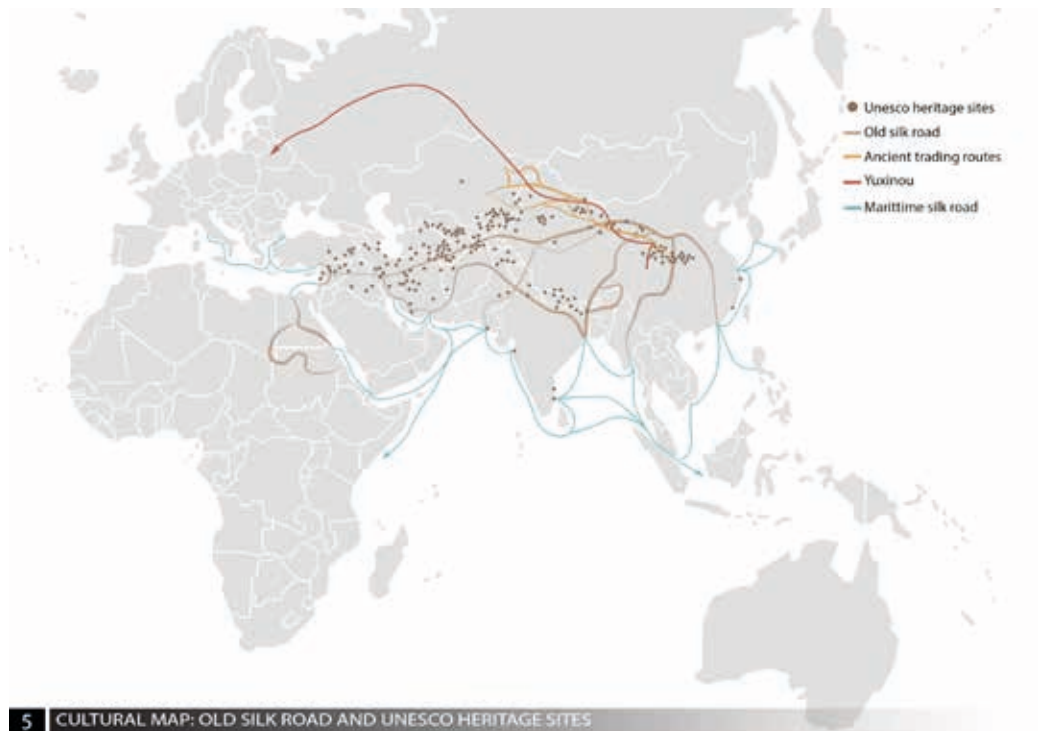 Unesco heritage sites
Old silk road
Ancient trading routes
Yuxinou
Marittime silk road
5 CULTURAL MAP: OLD SILK ROAD AND UNESCO HERITAGE SITES